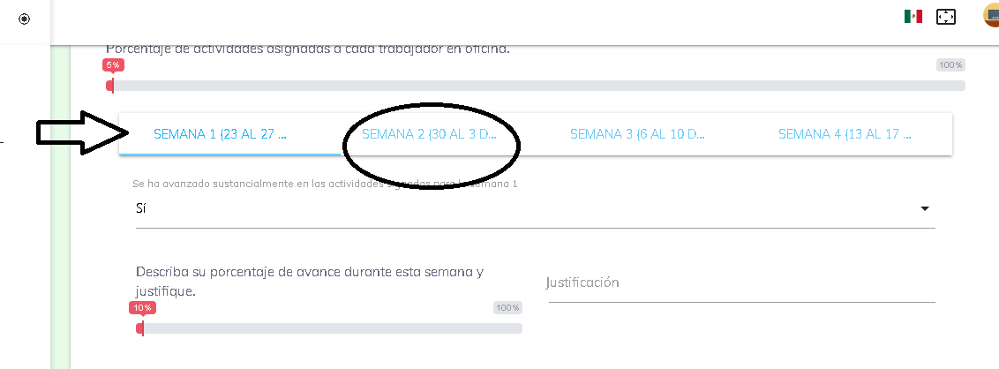 Porcentaje de actividades asignadas a cada trabajador en oficina.
5%
100%
SEMANA 1 {23 AL 27 ...
SEMANA 2 {30 AL 3 D...
SEMANA 3 {6 AL 10 D...
SEMANA 4 {13 AL 17 ...
Se ha avanzado sustancialmente en las actividades signadas para la semana 1
Sí
Describa su porcentaje de avance durante esta semana y
justifique.
Justificación
10%
100%